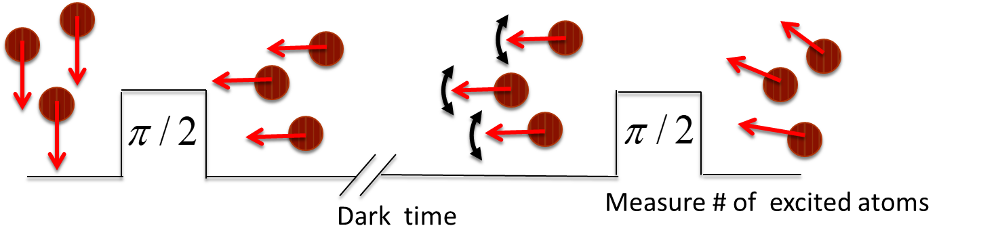 π / 2
π / 2
Dark time
Measure # of excited atoms